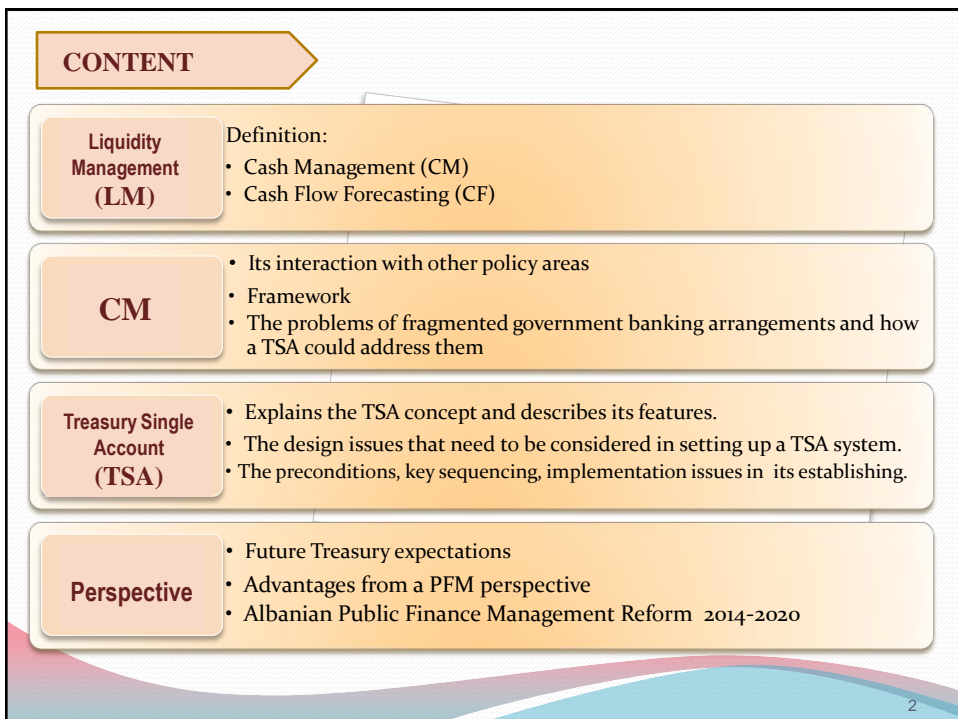 CONTENT
Liquidity
Management
(LM)
Definition:
• Cash Management (CM)
• Cash Flow Forecasting (CF)
CM
• Its interaction with other policy areas
• Framework
• The problems of fragmented government banking arrangements and how
a TSA could address them
Treasury Single
Account
(TSA)
• Explains the TSA concept and describes its features.
• The design issues that need to be considered in setting up a TSA system.
• The preconditions, key sequencing, implementation issues in its establishing.
Perspective
• Future Treasury expectations
• Advantages from a PFM perspective
• Albanian Public Finance Management Reform 2014-2020
2